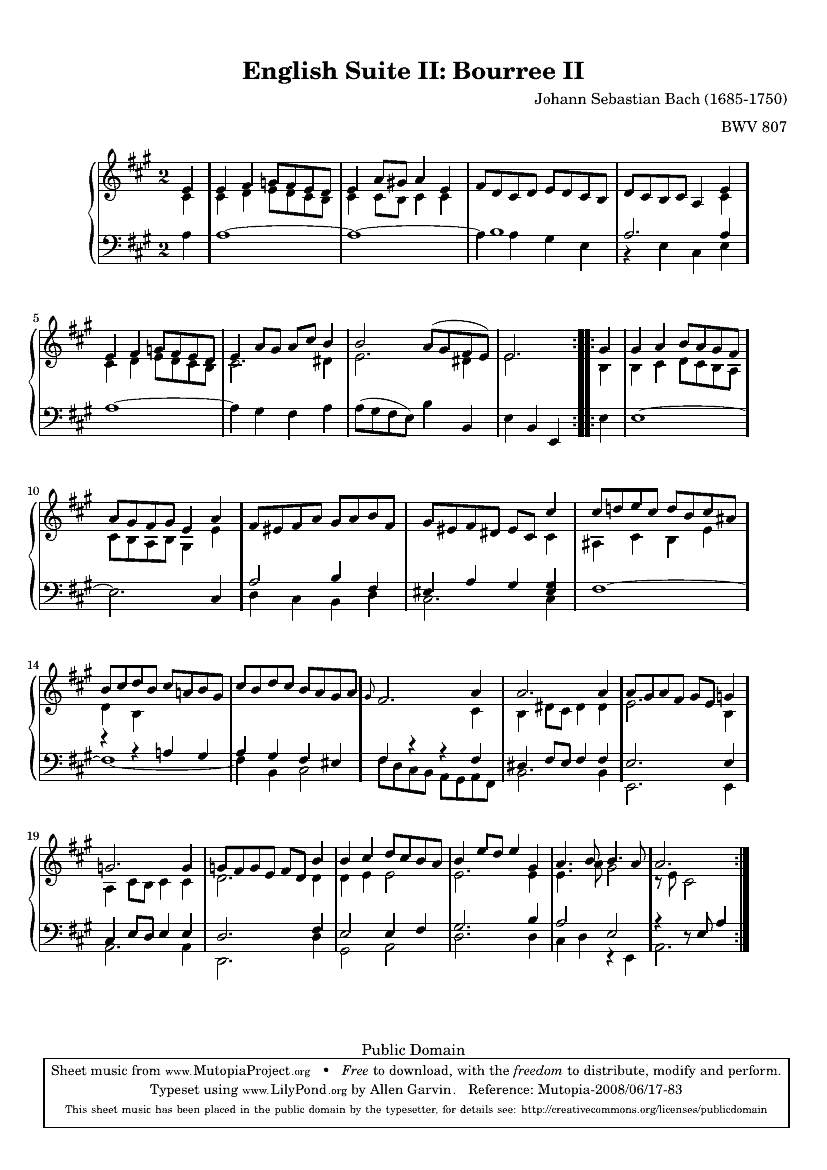 English Suite II: Bourree II
Johann Sebastian Bach (1685-1750)
BWV 807
2
2
5
10
14
19
Public Domain
Sheet music from www.MutopiaProject.org • Free to download, with the freedom to distribute, modify and perform.
Typeset using www.LilyPond.org by Allen Garvin. Reference: Mutopia-2008/06/17-83
This sheet music has been placed in the public domain by the typesetter, for details see: http://creativecommons.org/licenses/publicdomain